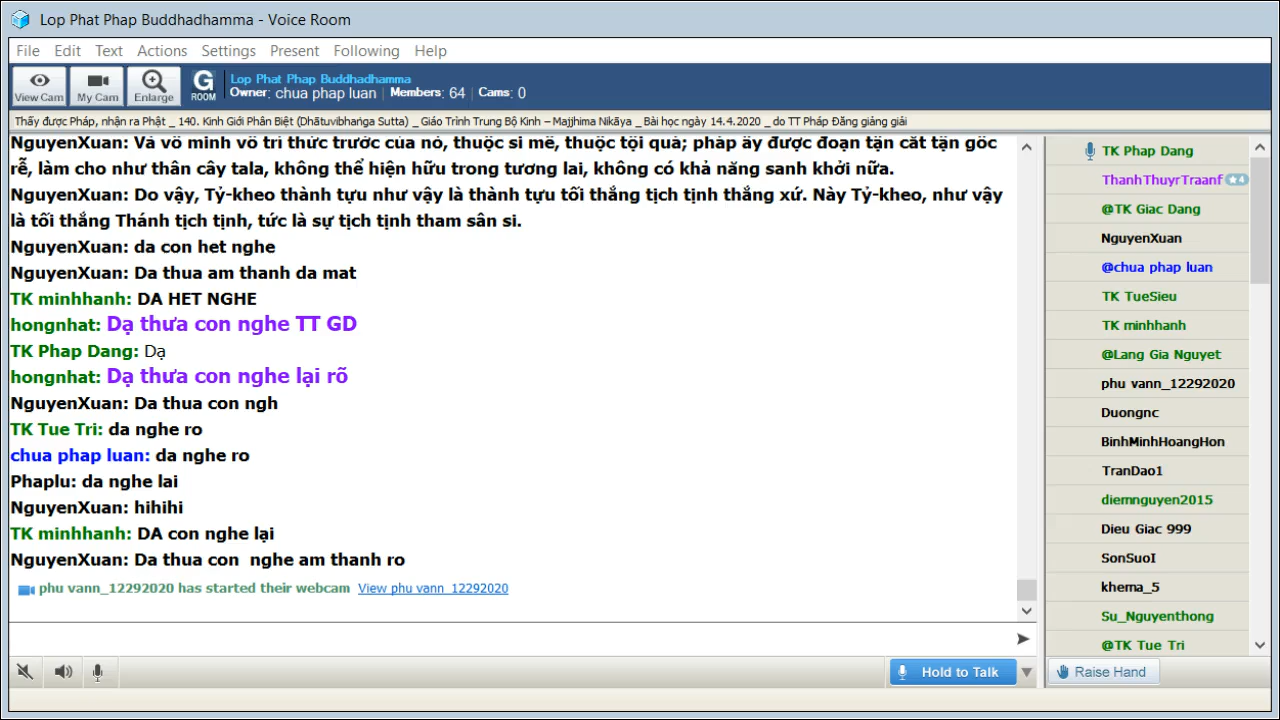 Lop Phat Phap Buddhadhamma - Voice Room
File Edit Text Actions Settings Present Following Help
View Cam My Cam Enlarge G ROOM
Lop Phat Phap Buddhadhamma
Owner: chua phap luan Members: 64 Cams: 0
Thấy được Pháp, nhận ra Phật _ 140. Kinh Giới Phân Biệt (Dhātuvibhaṅga Sutta) _ Giáo Trình Trung Bộ Kinh – Majjhima Nikāya _ Bài học ngày 14.4.2020 _ do TT Pháp Đăng giảng giải
NguyenXuan: Và vô minh vô trí thức trước của nó, thuộc si mê, thuộc tội quá; pháp ấy được đoạn tận cắt tận gốc
rễ, làm cho như thân cây tala, không thể hiện hữu trong tương lai, không có khả năng sanh khởi nữa.
NguyenXuan: Do vậy, Tỷ-kheo thành tựu như vậy là thành tựu tối thắng tịch tịnh thắng xứ. Này Tỷ-kheo, như vậy
là tối thắng Thánh tịch tịnh, tức là sự tịch tịnh tham sân si.
NguyenXuan: da con het nghe
NguyenXuan: Da thua am thanh da mat
TK minhhanh: DA HET NGHE
hongnhat: Dạ thưa con nghe TT GD
TK Phap Dang: Dạ
hongnhat: Dạ thưa con nghe lại rõ
NguyenXuan: Da thua con ngh
TK Tue Tri: da nghe ro
chua phap luan: da nghe ro
Phaplu: da nghe lai
NguyenXuan: hihihi
TK minhhanh: DA con nghe lại
NguyenXuan: Da thua con nghe am thanh ro
phu vann_12292020 has started their webcam View phu vann_12292020
TK Phap Dang
ThanhThuyrTraanf 4
@TK Giac Dang
NguyenXuan
@chua phap luan
TK TueSieu
TK minhhanh
@Lang Gia Nguyet
phu vann_12292020
Duongnc
BinhMinhHoangHon
TranDao1
diemnguyen2015
Dieu Giac 999
SonSuoI
khema_5
Su_Nguyenthong
@TK Tue Tri
Hold to Talk Raise Hand